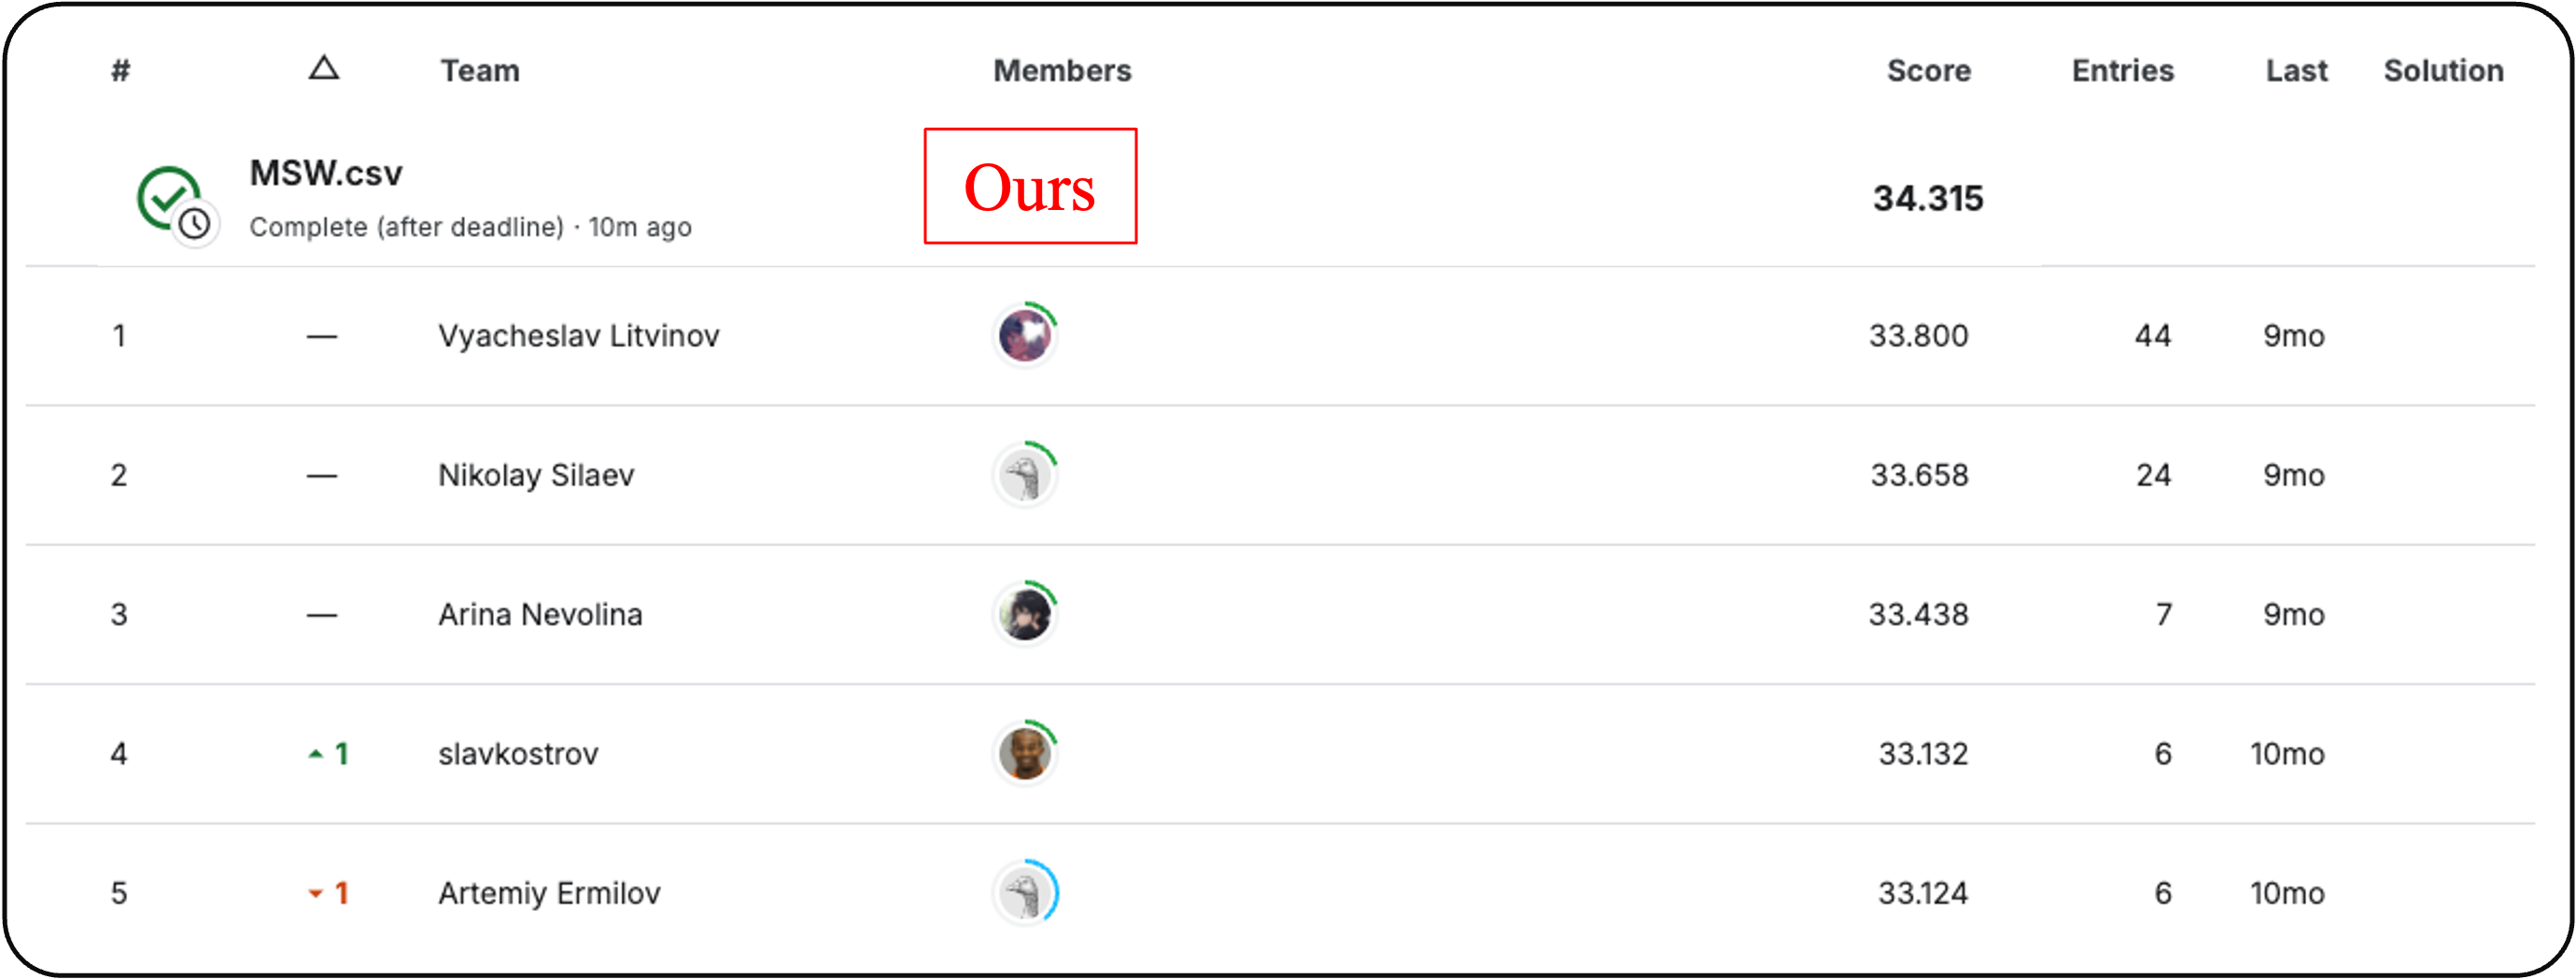 # △ Team Members Score Entries Last Solution
MSW.csv
Complete (after deadline) · 10m ago
Ours
34.315
1 — Vyacheslav Litvinov 33.800 44 9mo
2 — Nikolay Silaev 33.658 24 9mo
3 — Arina Nevolina 33.438 7 9mo
4 1 slavkostrov 33.132 6 10mo
5 1 Artemiy Ermilov 33.124 6 10mo